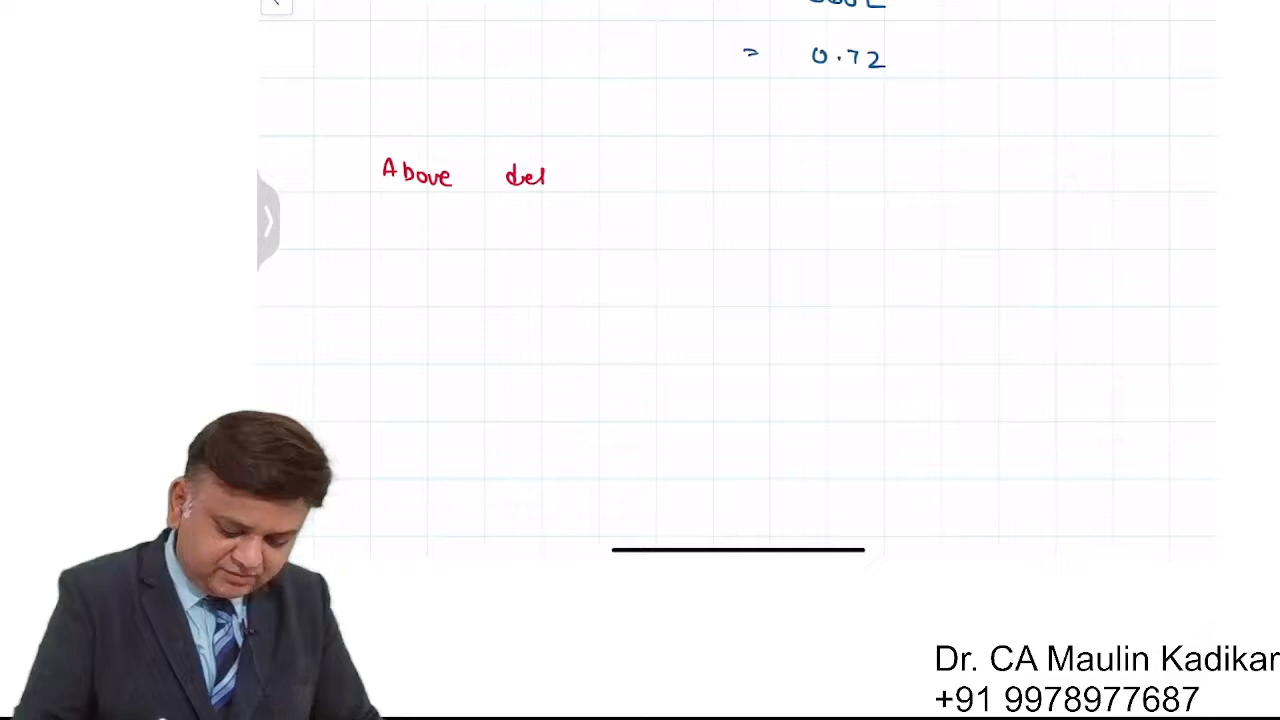 = 0.72
Above del
Dr. CA Maulin Kadikar
+91 9978977687